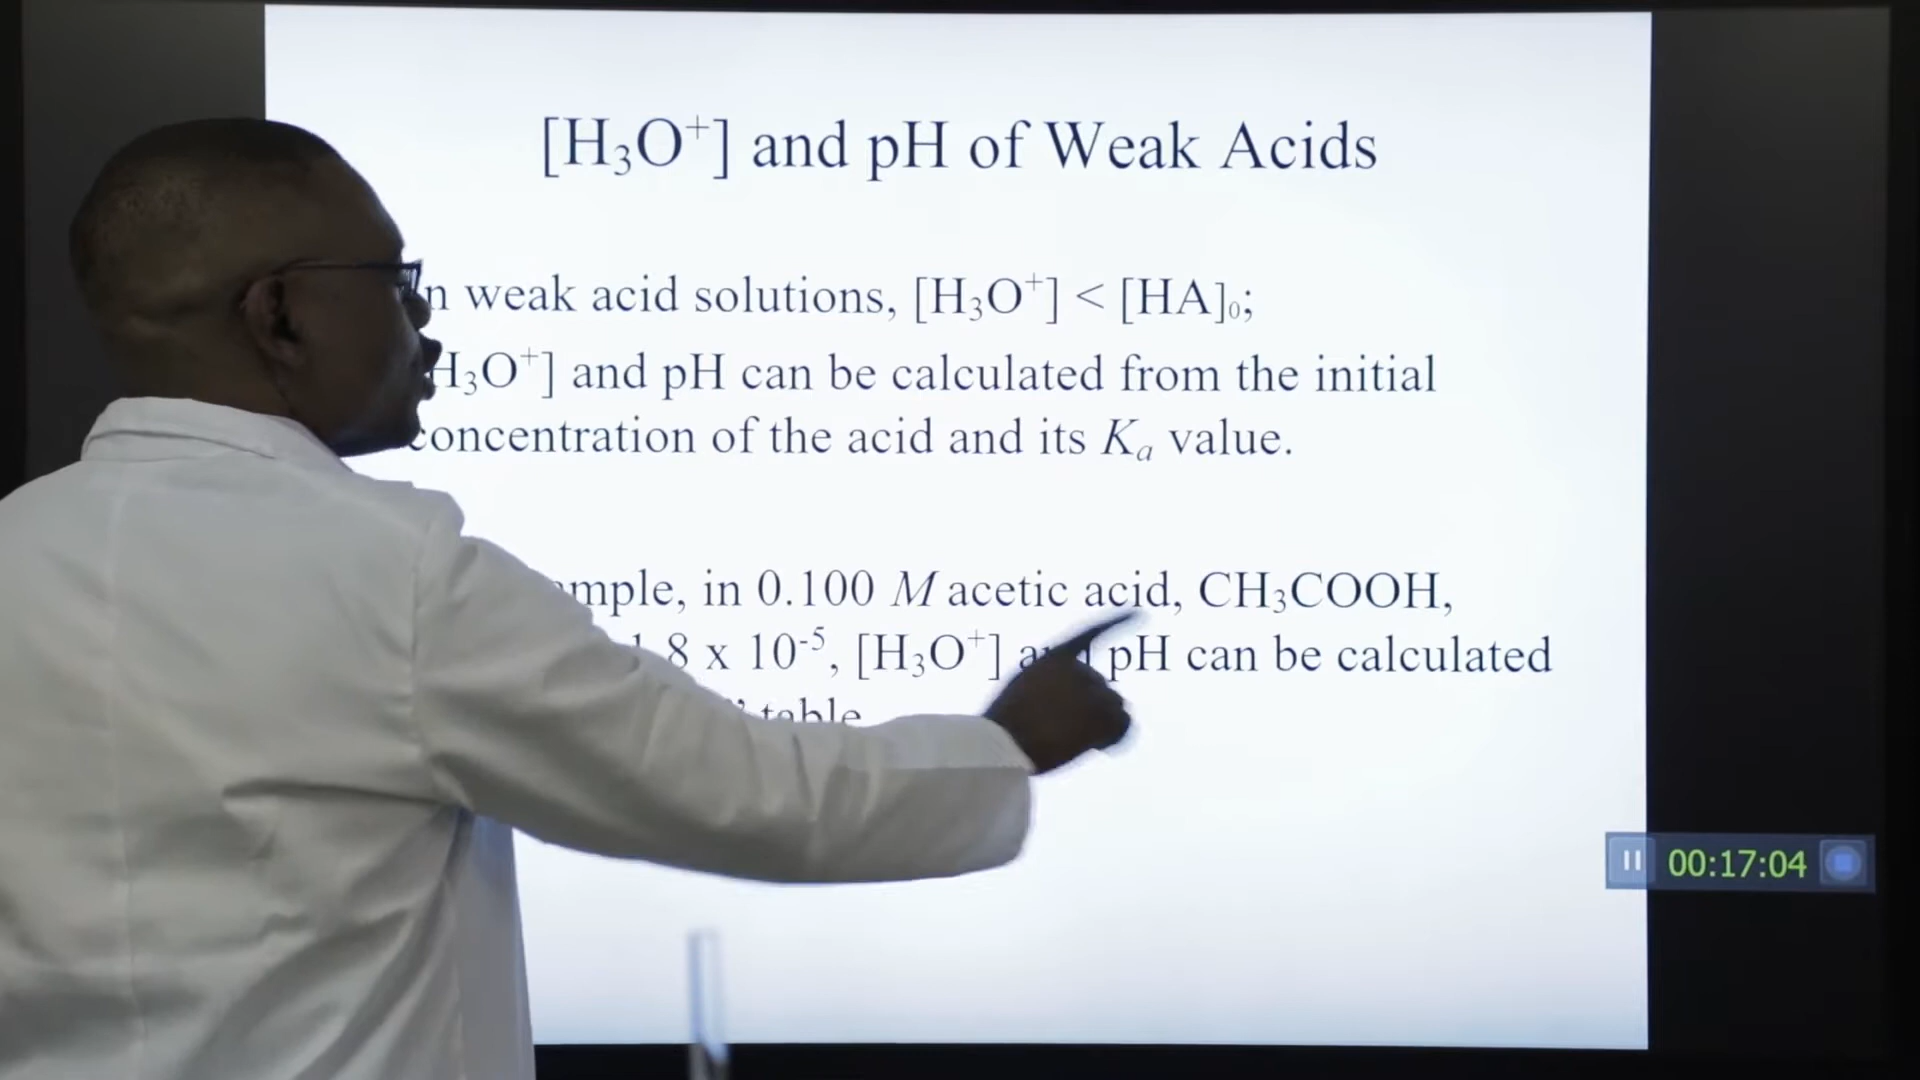 [H₃O⁺] and pH of Weak Acids
weak acid solutions, [H₃O⁺] < [HA]₀;
H₃O⁺] and pH can be calculated from the initial
concentration of the acid and its Kₐ value.
in 0.100 M acetic acid, CH₃COOH,
8 x 10⁻⁵, [H₃O⁺] pH can be calculated
table
00:17:04